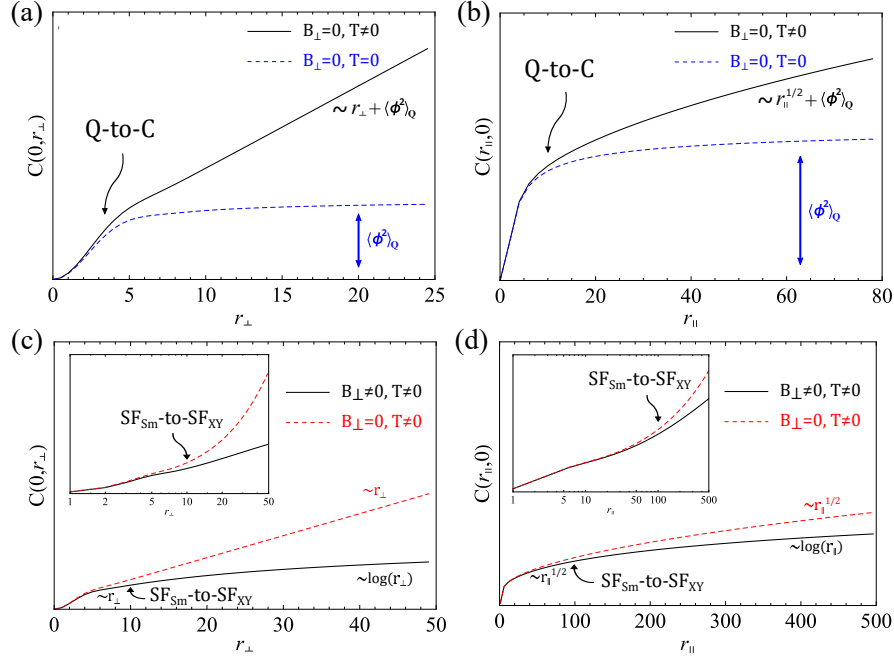 (a)
B⊥=0, T≠0
B⊥=0, T=0
Q-to-C
~ r⊥ + ⟨ϕ²⟩Q
⟨ϕ²⟩Q
C(0,r⊥)
0 5 10 15 20 25
r⊥
(b)
B⊥=0, T≠0
B⊥=0, T=0
Q-to-C
~ r∥^1/2 + ⟨ϕ²⟩Q
⟨ϕ²⟩Q
C(r∥,0)
0 20 40 60 80
r∥
(c)
B⊥≠0, T≠0
B⊥=0, T≠0
SFSm-to-SFXY
1 2 5 10 20 50
r⊥
~r⊥
~log(r⊥)
~r⊥
SFSm-to-SFXY
C(0,r⊥)
0 10 20 30 40 50
r⊥
(d)
B⊥≠0, T≠0
B⊥=0, T≠0
SFSm-to-SFXY
1 5 10 50 100 500
r∥
~r∥^1/2
~log(r∥)
~r∥^1/2
SFSm-to-SFXY
C(r∥,0)
0 100 200 300 400 500
r∥